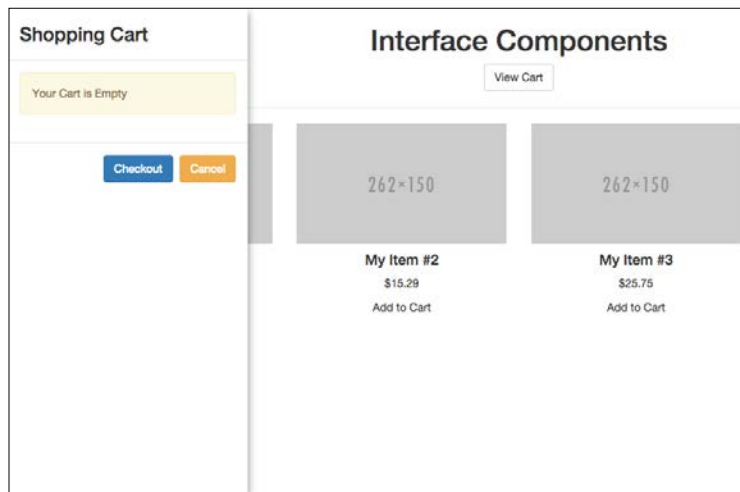 Shopping Cart
Your Cart is Empty
Checkout Cancel
Interface Components
View Cart
262×150 262×150
My Item #2 My Item #3
$15.29 $25.75
Add to Cart Add to Cart